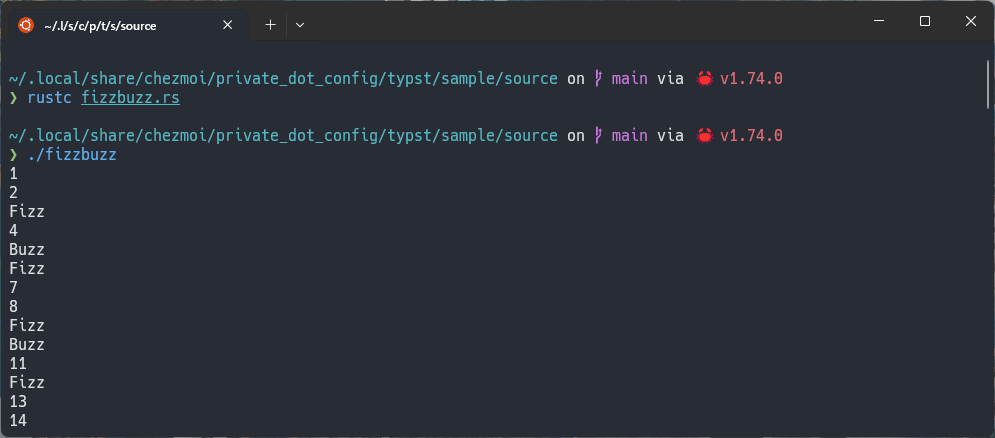 ~/.l/s/c/p/t/s/source
~/.local/share/chezmoi/private_dot_config/typst/sample/source on main via 🦀 v1.74.0
❯ rustc fizzbuzz.rs
~/.local/share/chezmoi/private_dot_config/typst/sample/source on main via 🦀 v1.74.0
❯ ./fizzbuzz
1
2
Fizz
4
Buzz
Fizz
7
8
Fizz
Buzz
11
Fizz
13
14